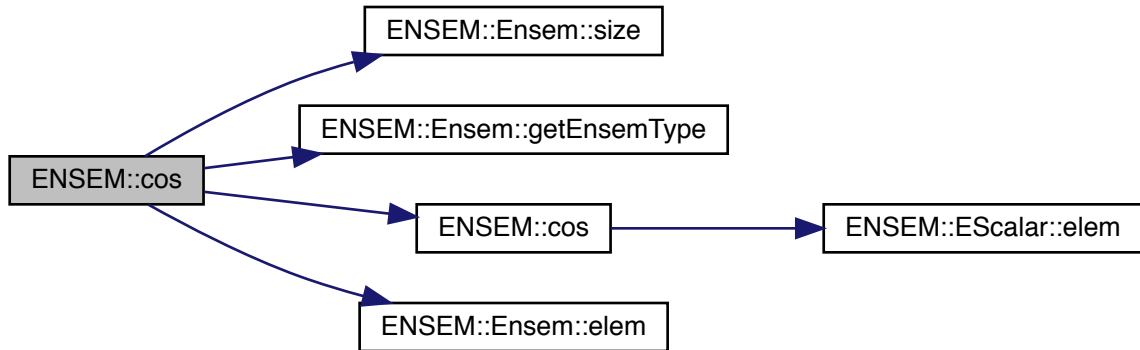 ENSEM::Ensem::size
ENSEM::Ensem::getEnsemType
ENSEM::cos
ENSEM::cos
ENSEM::EScalar::elem
ENSEM::Ensem::elem